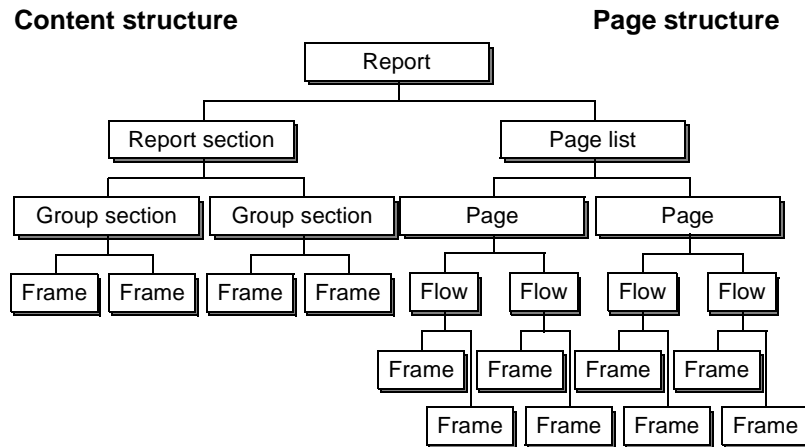 Content structure Page structure
Report
Report section Page list
Group section Group section Page Page
Frame Frame Frame Frame Flow Flow Flow Flow
Frame Frame Frame Frame
Frame Frame Frame Frame